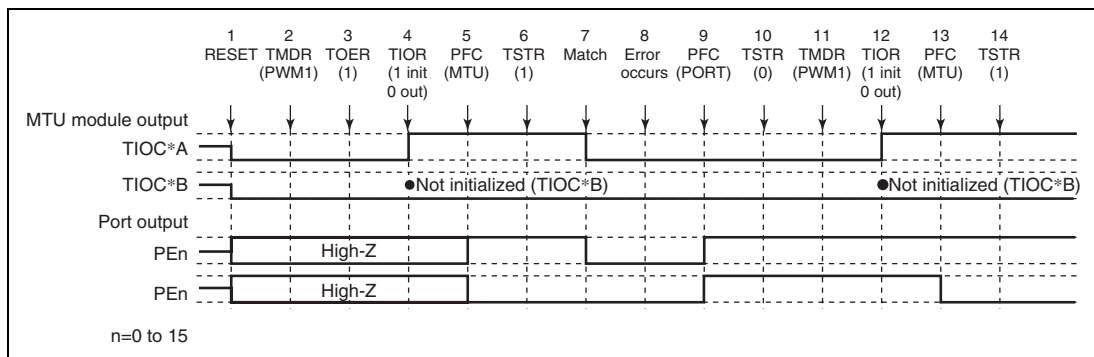 1 2 3 4 5 6 7 8 9 10 11 12 13 14
RESET TMDR TOER TIOR PFC TSTR Match Error PFC TSTR TMDR TIOR PFC TSTR
(PWM1) (1) (1 init (MTU) (1) occurs (PORT) (0) (PWM1) (1 init (MTU) (1)
0 out) 0 out)
MTU module output
TIOC*A
TIOC*B ●Not initialized (TIOC*B) ●Not initialized (TIOC*B)
Port output
PEn High-Z
PEn High-Z
n=0 to 15